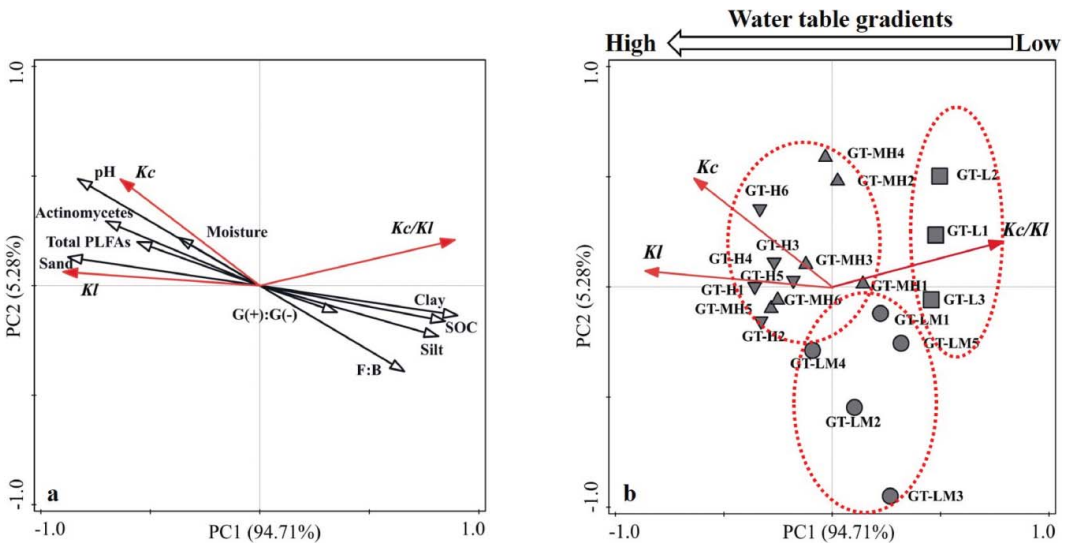 Water table gradients
High
Low
1.0
pH
Kc
Actinomycetes
Total PLFAs
Moisture
Sand
Kl
Kc/Kl
G(+):G(-)
Clay
SOC
Silt
F:B
PC2 (5.28%)
-1.0
a
-1.0
PC1 (94.71%)
1.0
1.0
Kc
Kl
GT-MH4
GT-MH2
GT-H6
GT-L2
GT-H3
GT-H4
GT-MH3
GT-L1
Kc/Kl
GT-H5
GT-H1
GT-MH6
GT-MH1
GT-MH5
GT-L3
GT-H2
GT-LM1
GT-LM4
GT-LM5
GT-LM2
GT-LM3
PC2 (5.28%)
-1.0
b
-1.0
PC1 (94.71%)
1.0